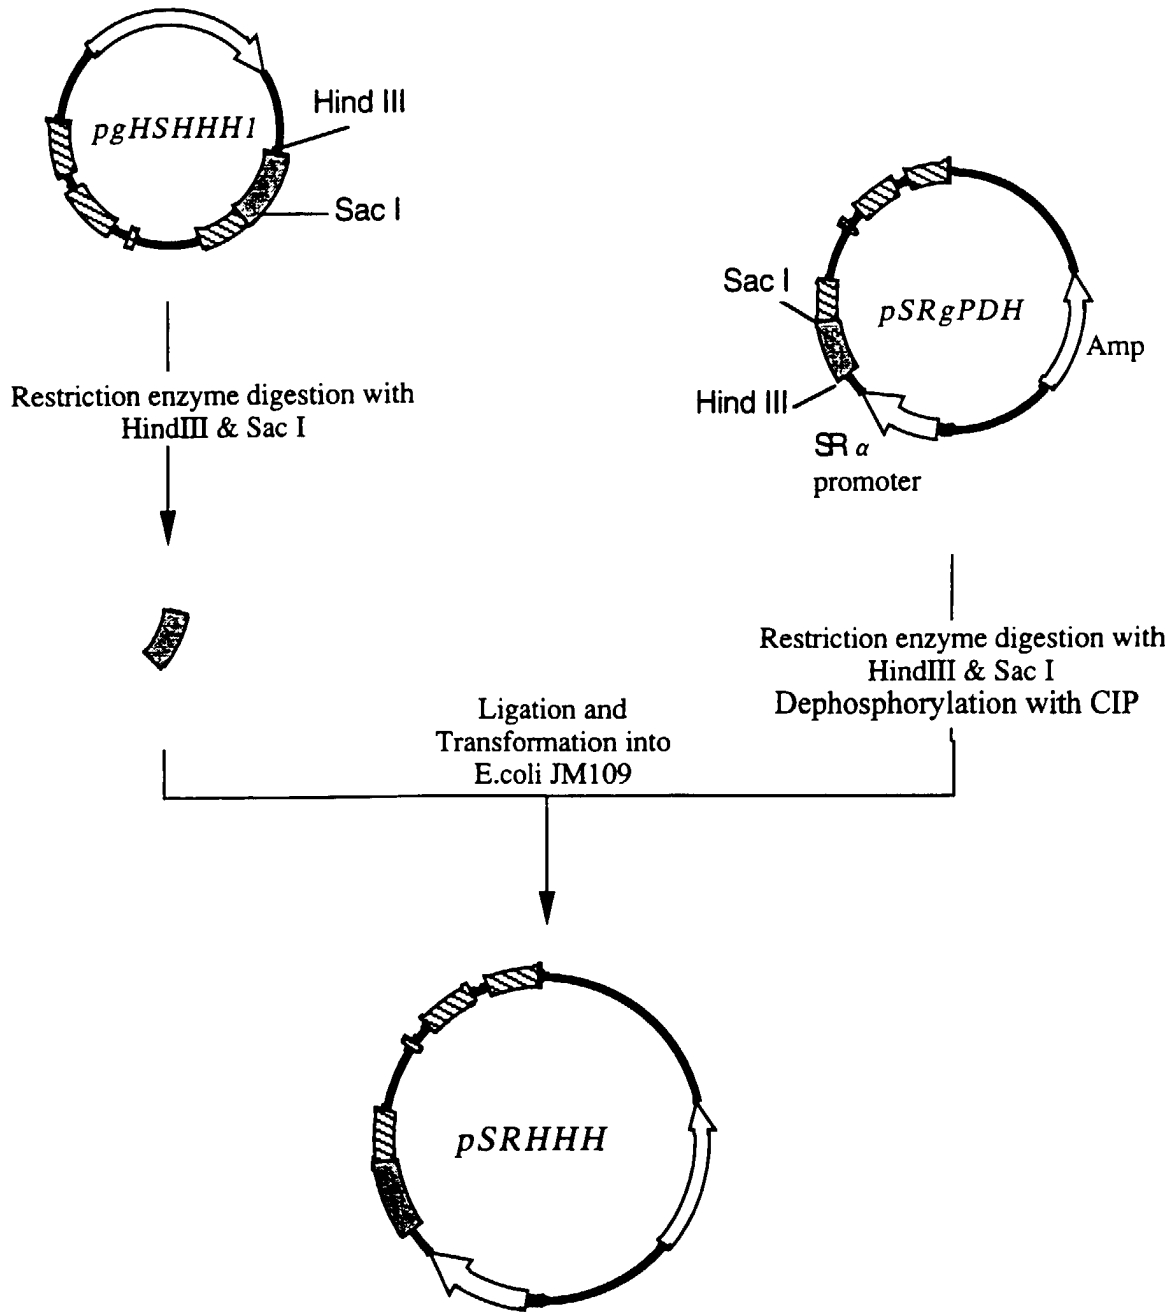 pgHSHHH1
Hind III
Sac I
Restriction enzyme digestion with
HindIII & Sac I
Sac I
pSRgPDH
Amp
Hind III
SR α
promoter
Restriction enzyme digestion with
HindIII & Sac I
Dephosphorylation with CIP
Ligation and
Transformation into
E.coli JM109
pSRHHH